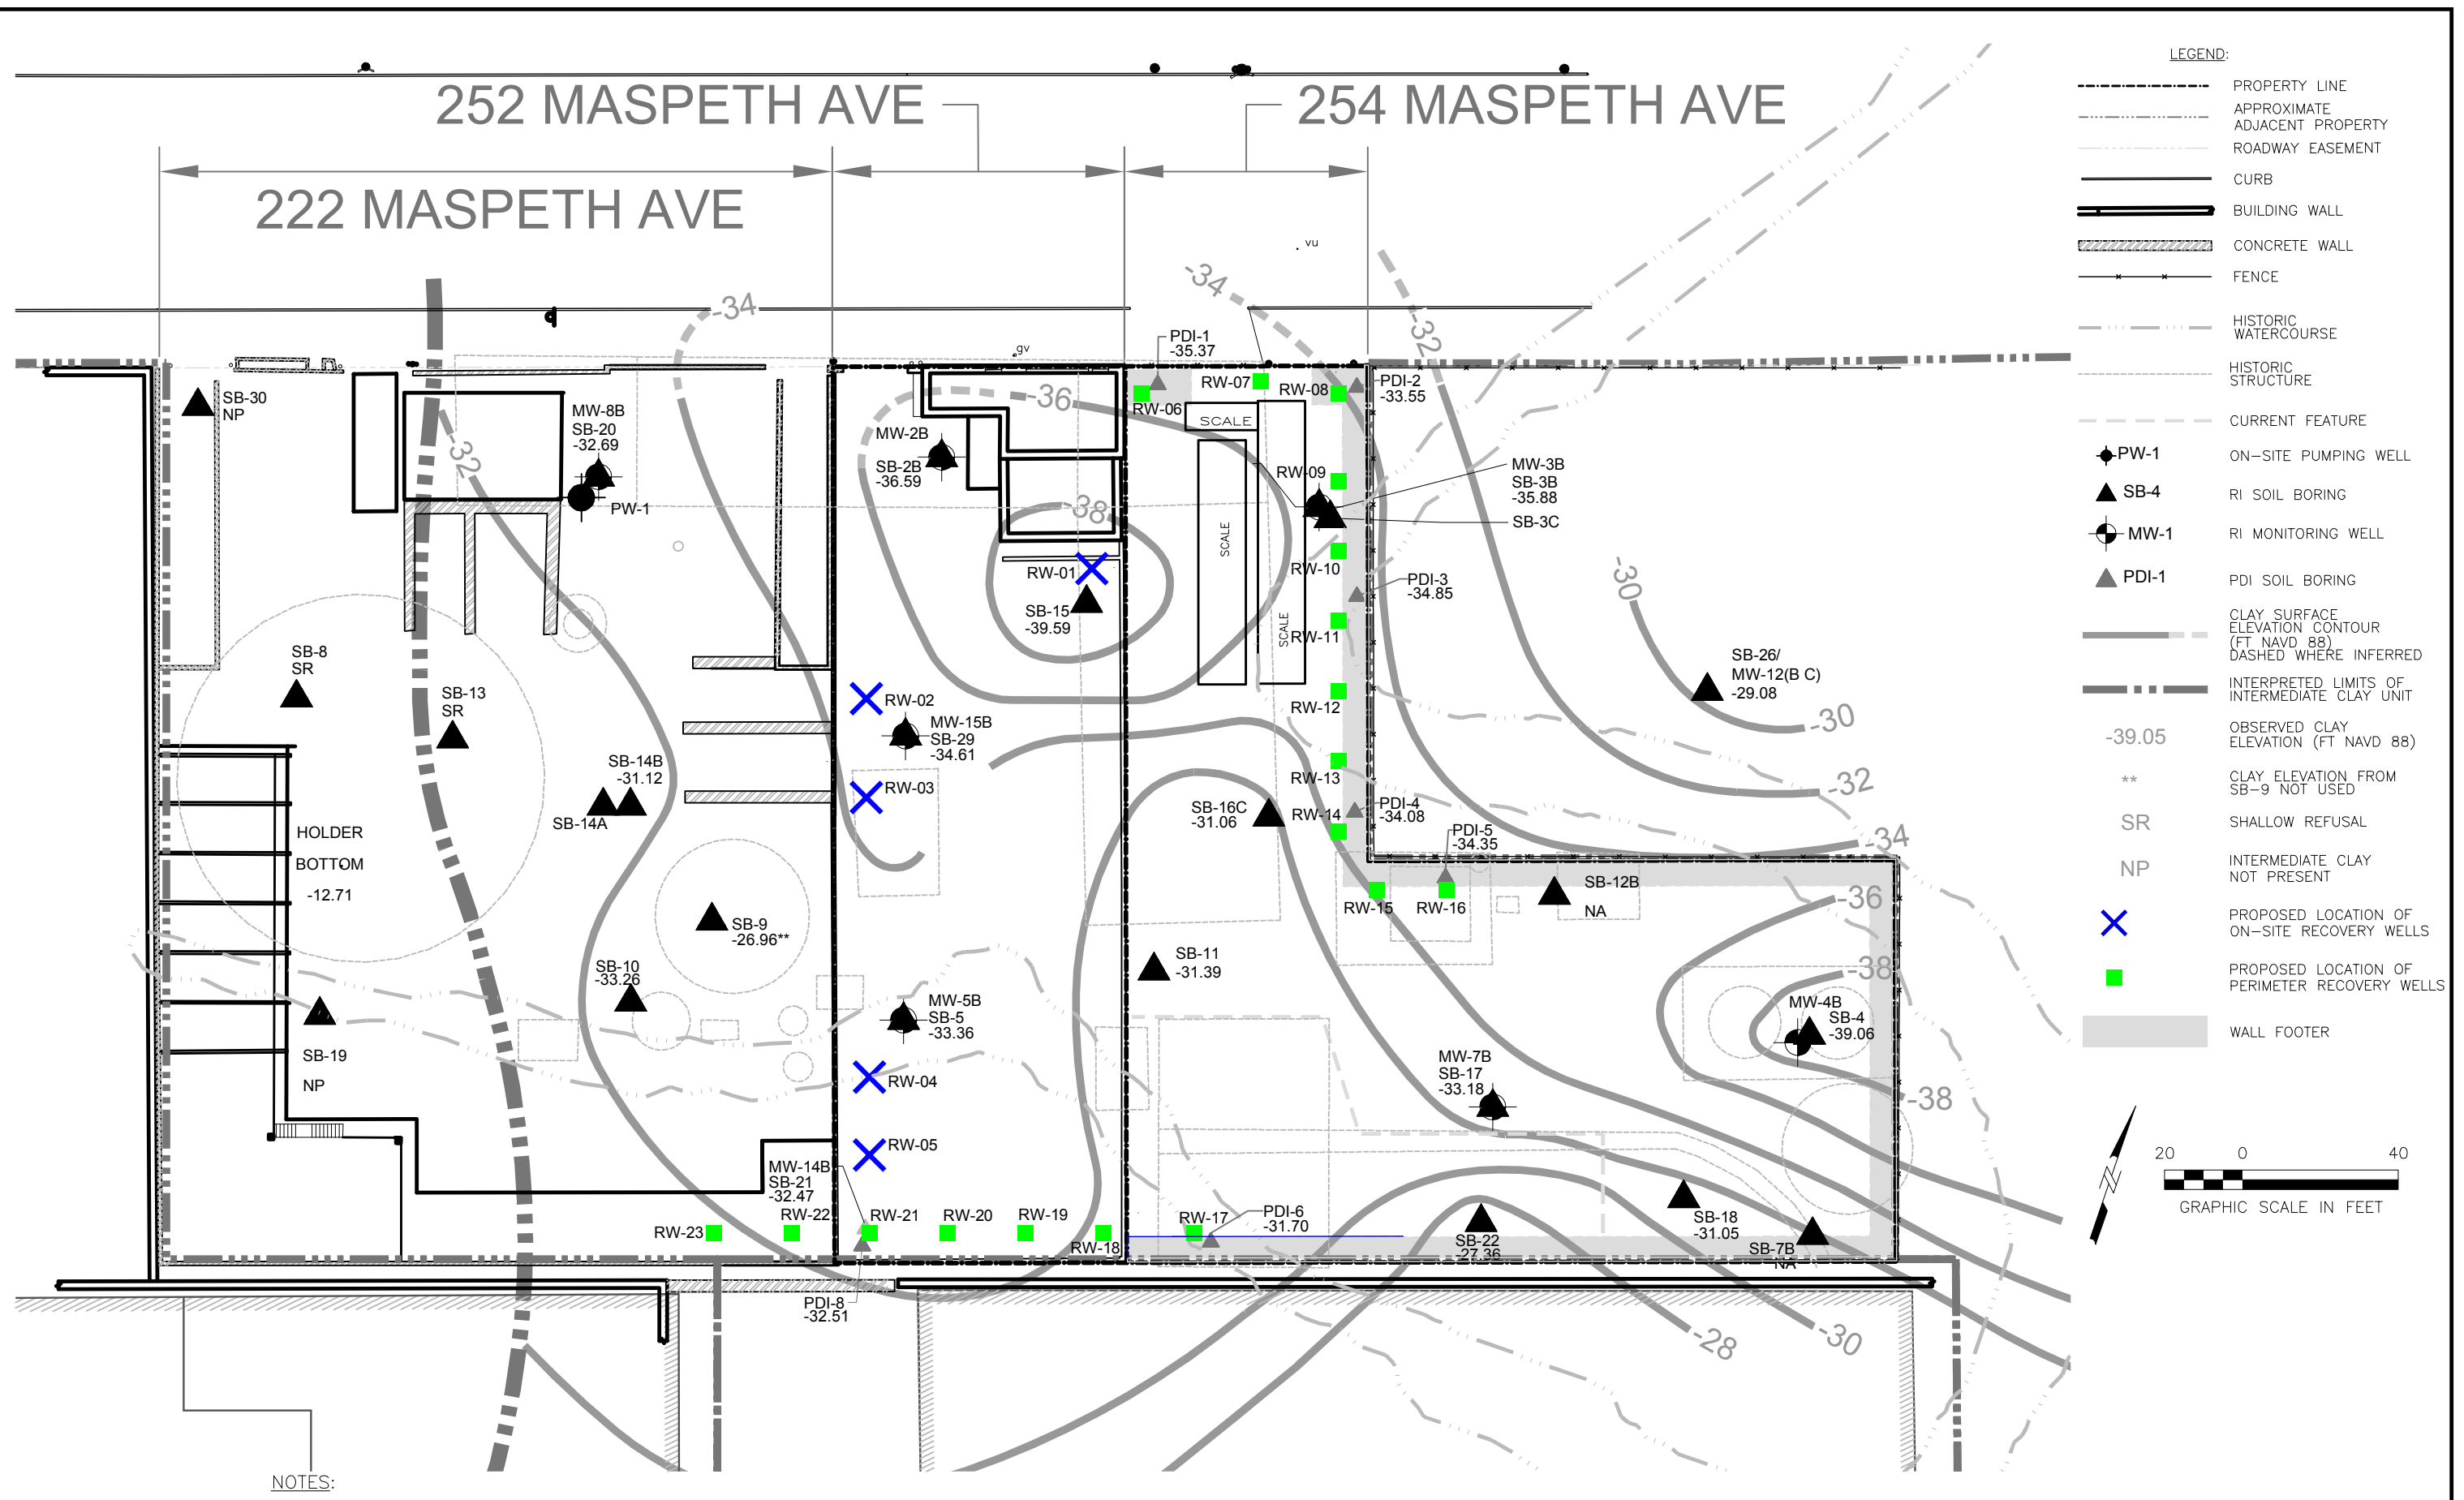 252 MASPETH AVE
254 MASPETH AVE
222 MASPETH AVE
vu
gv
-34
-34
-32
-36
-32
-38
-30
-30
-32
-34
-36
-38
-38
-28
-30
SB-30
NP
MW-8B
SB-20
-32.69
PW-1
MW-2B
SB-2B
-36.59
PDI-1
-35.37
RW-06
RW-07
RW-08
PDI-2
-33.55
SCALE
SCALE
SCALE
RW-09
MW-3B
SB-3B
-35.88
SB-3C
RW-10
PDI-3
-34.85
RW-11
RW-01
SB-15
-39.59
SB-8
SR
SB-13
SR
SB-14B
-31.12
SB-14A
RW-02
MW-15B
SB-29
-34.61
RW-03
RW-12
RW-13
RW-14
SB-16C
-31.06
PDI-4
-34.08
PDI-5
-34.35
SB-26/
MW-12(B C)
-29.08
HOLDER
BOTTOM
-12.71
SB-9
-26.96**
SB-10
-33.26
SB-11
-31.39
RW-15
RW-16
SB-12B
NA
SB-19
NP
MW-5B
SB-5
-33.36
RW-04
RW-05
MW-7B
SB-17
-33.18
MW-4B
SB-4
-39.06
MW-14B
SB-21
-32.47
RW-23
RW-22
RW-21
RW-20
RW-19
RW-18
RW-17
PDI-6
-31.70
SB-22
-27.36
SB-18
-31.05
SB-7B
NA
PDI-8
-32.51
NOTES:
LEGEND:
PROPERTY LINE
APPROXIMATE
ADJACENT PROPERTY
ROADWAY EASEMENT
CURB
BUILDING WALL
CONCRETE WALL
FENCE
HISTORIC
WATERCOURSE
HISTORIC
STRUCTURE
CURRENT FEATURE
PW-1 ON-SITE PUMPING WELL
SB-4 RI SOIL BORING
MW-1 RI MONITORING WELL
PDI-1 PDI SOIL BORING
CLAY SURFACE
ELEVATION CONTOUR
(FT NAVD 88)
DASHED WHERE INFERRED
INTERPRETED LIMITS OF
INTERMEDIATE CLAY UNIT
-39.05 OBSERVED CLAY
ELEVATION (FT NAVD 88)
** CLAY ELEVATION FROM
SB-9 NOT USED
SR SHALLOW REFUSAL
NP INTERMEDIATE CLAY
NOT PRESENT
PROPOSED LOCATION OF
ON-SITE RECOVERY WELLS
PROPOSED LOCATION OF
PERIMETER RECOVERY WELLS
WALL FOOTER
20 0 40
GRAPHIC SCALE IN FEET